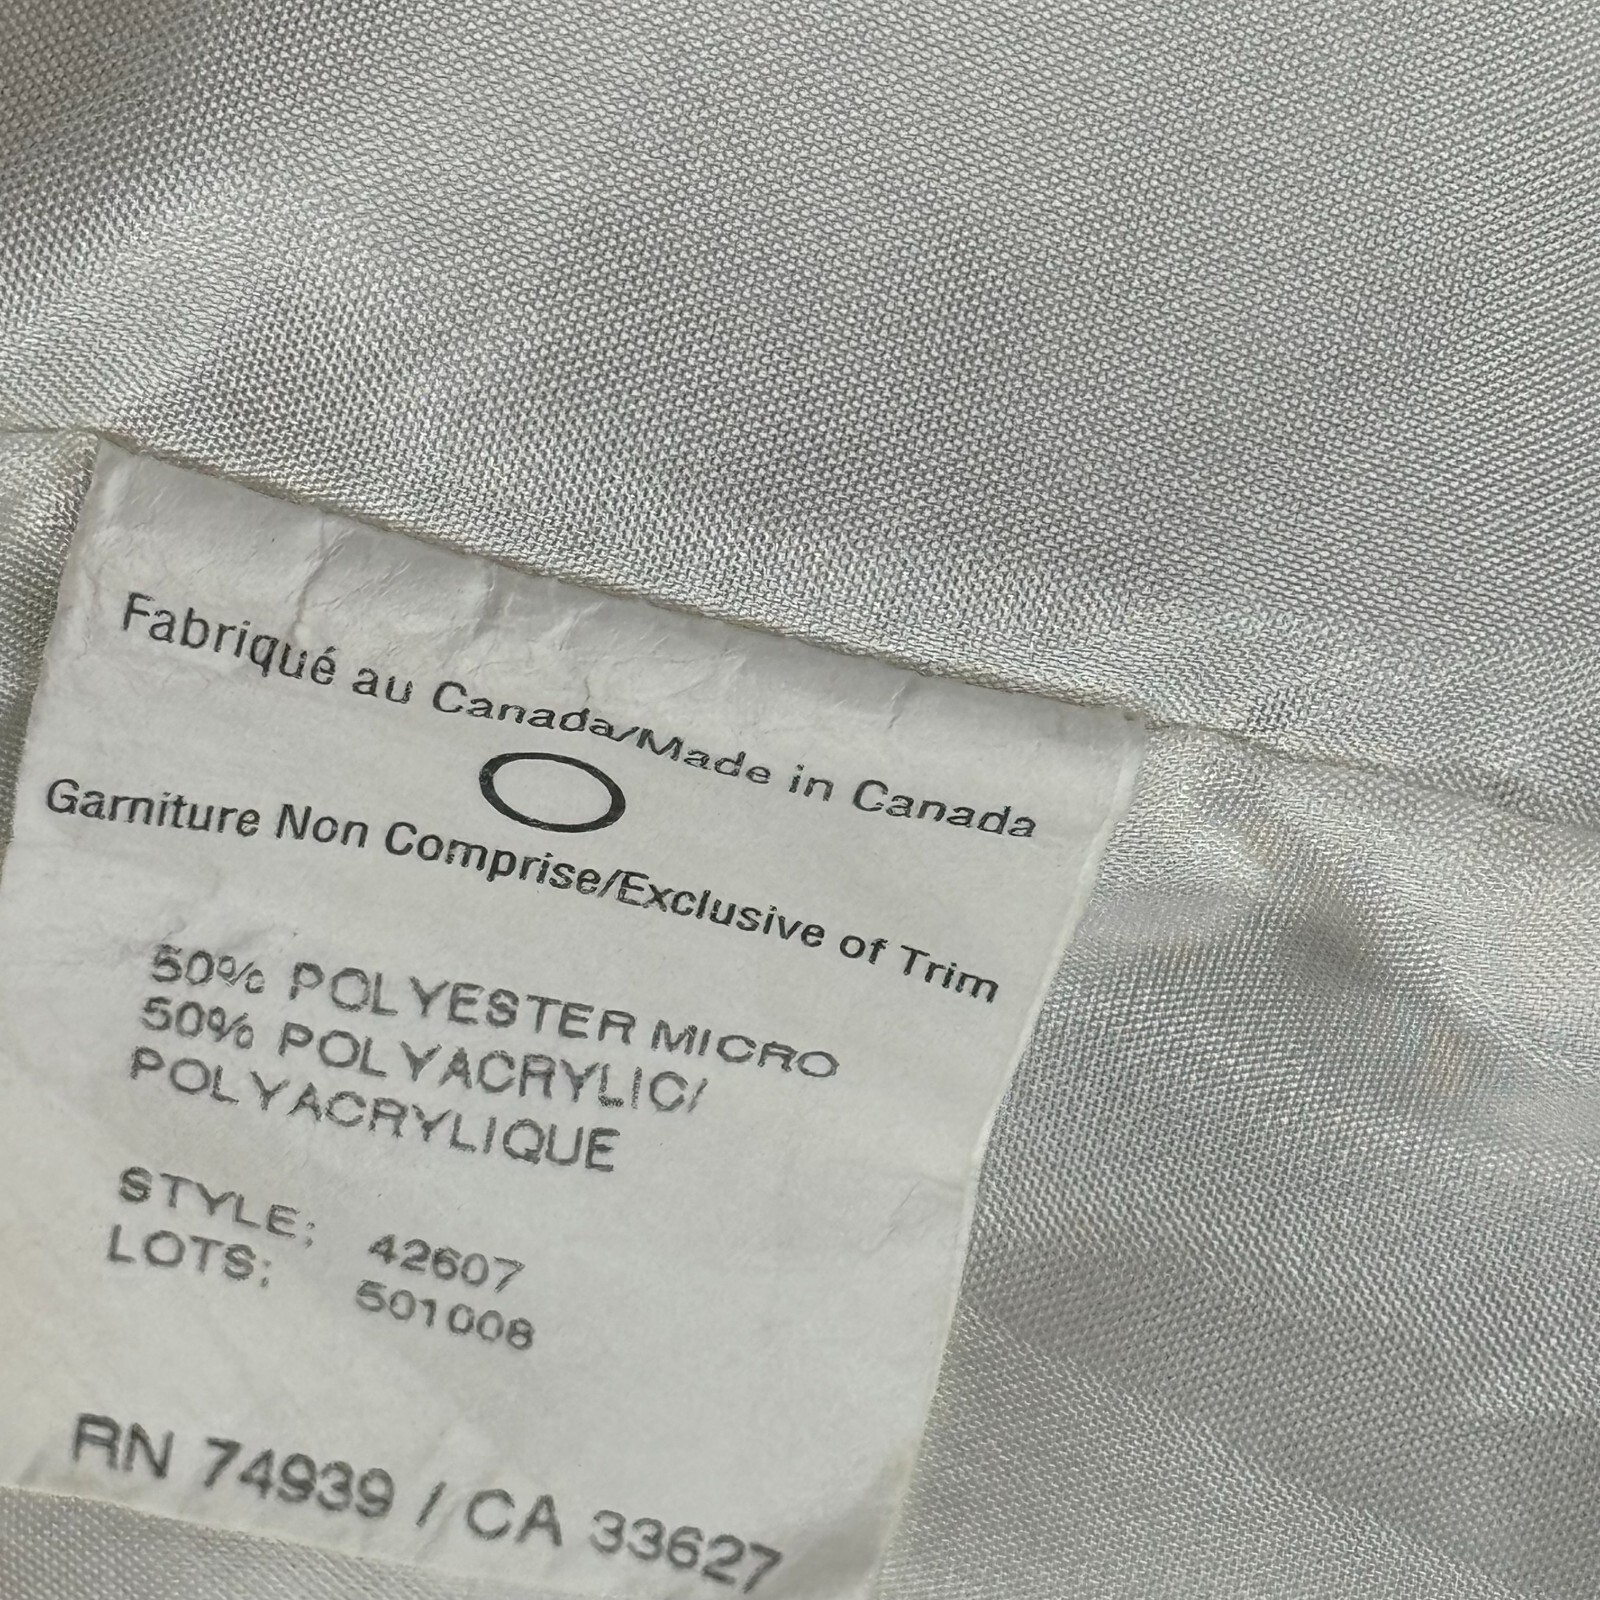 Fabriqué au Canada/Made in Canada
Garniture Non Comprise/Exclusive of Trim
50% POLYESTER MICRO
50% POLYACRYLIC/
POLYACRYLIQUE
STYLE: 42607
LOTS: 501008
RN 74939 / CA 33627